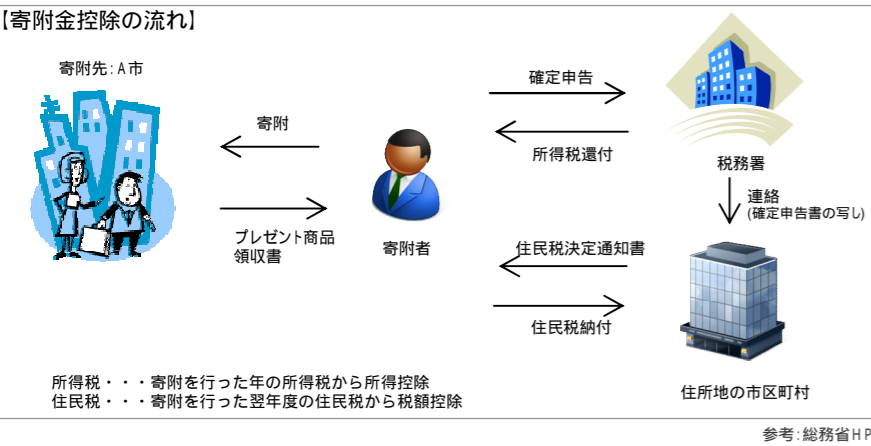 【寄附金控除の流れ】
寄附先:A市
寄附
プレゼント商品
領収書
寄附者
確定申告
所得税還付
税務署
連絡
(確定申告書の写し)
住民税決定通知書
住民税納付
住所地の市区町村
所得税・・・寄附を行った年の所得税から所得控除
住民税・・・寄附を行った翌年度の住民税から税額控除
参考:総務省HP